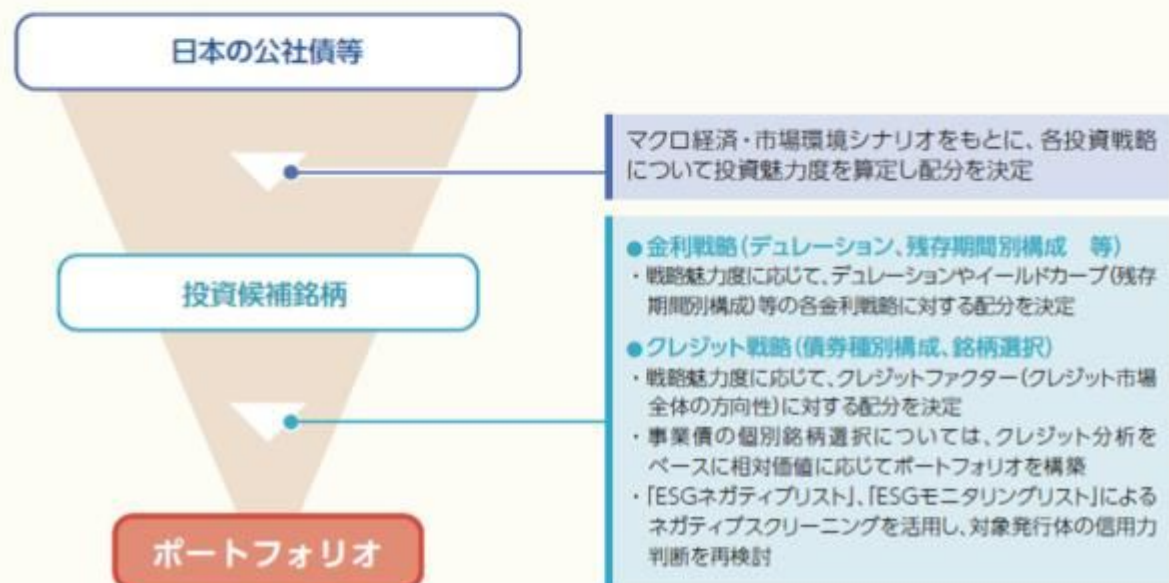 日本の公社債等
マクロ経済・市場環境シナリオをもとに、各投資戦略
について投資魅力度を算定し配分を決定
投資候補銘柄
●金利戦略(デュレーション、残存期間別構成　等)
・戦略魅力度に応じて、デュレーションやイールドカーブ(残存
期間別構成)等の各金利戦略に対する配分を決定
●クレジット戦略(債券種別構成、銘柄選択)
・戦略魅力度に応じて、クレジットファクター(クレジット市場
全体の方向性)に対する配分を決定
・事業債の個別銘柄選択については、クレジット分析を
ベースに相対価値に応じてポートフォリオを構築
・「ESGネガティブリスト」、「ESGモニタリングリスト」による
ネガティブスクリーニングを活用し、対象発行体の信用力
判断を再検討
ポートフォリオ